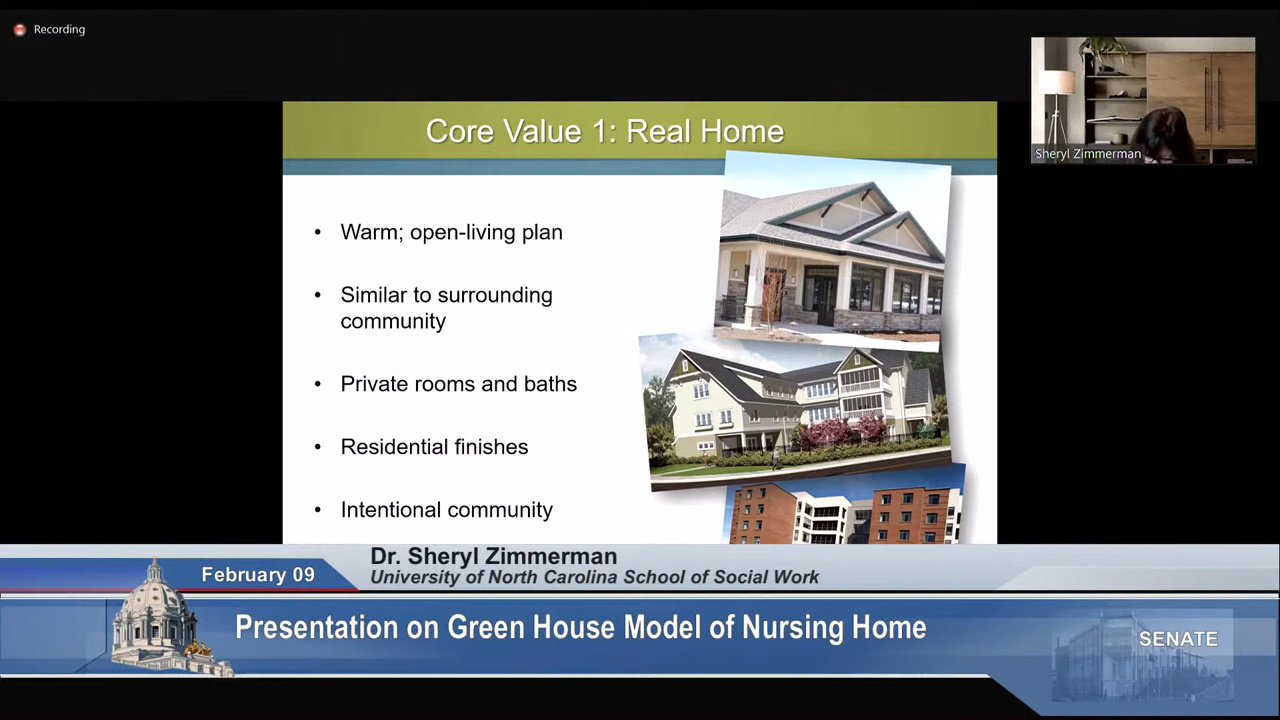 Recording
Sheryl Zimmerman
Core Value 1: Real Home
• Warm; open-living plan
• Similar to surrounding
community
• Private rooms and baths
• Residential finishes
• Intentional community
Dr. Sheryl Zimmerman
University of North Carolina School of Social Work
February 09
Presentation on Green House Model of Nursing Home
SENATE